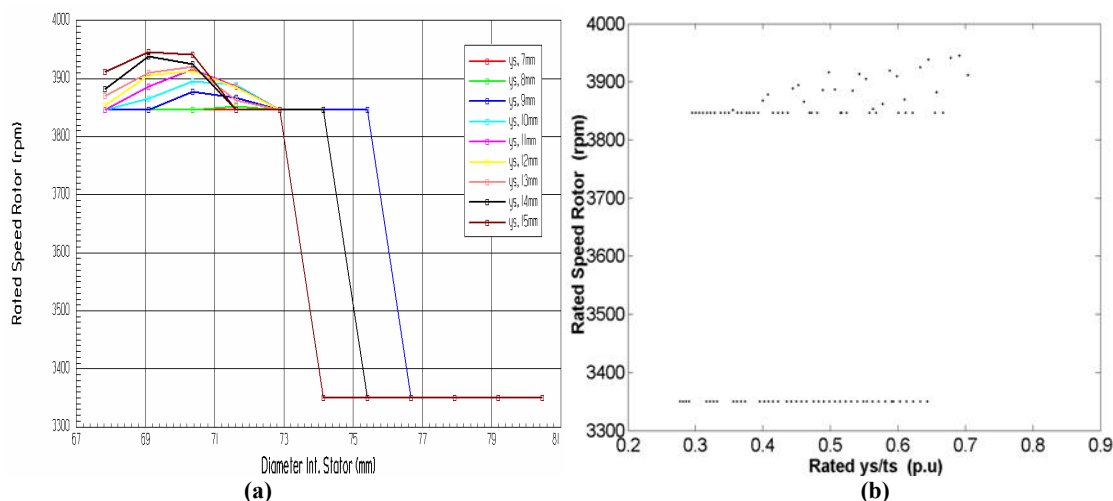 4000
3900
3800
3700
3600
3500
3400
3300
Rated Speed Rotor (rpm)
67 69 71 73 75 77 79 81
Diameter Int. Stator (mm)
ys, 7mm
ys, 8mm
ys, 9mm
ys, 10mm
ys, 11mm
ys, 12mm
ys, 13mm
ys, 14mm
ys, 15mm
(a)
4000
3900
3800
3700
3600
3500
3400
3300
Rated Speed Rotor (rpm)
0.2 0.3 0.4 0.5 0.6 0.7 0.8 0.9
Rated ys/ts (p.u)
(b)